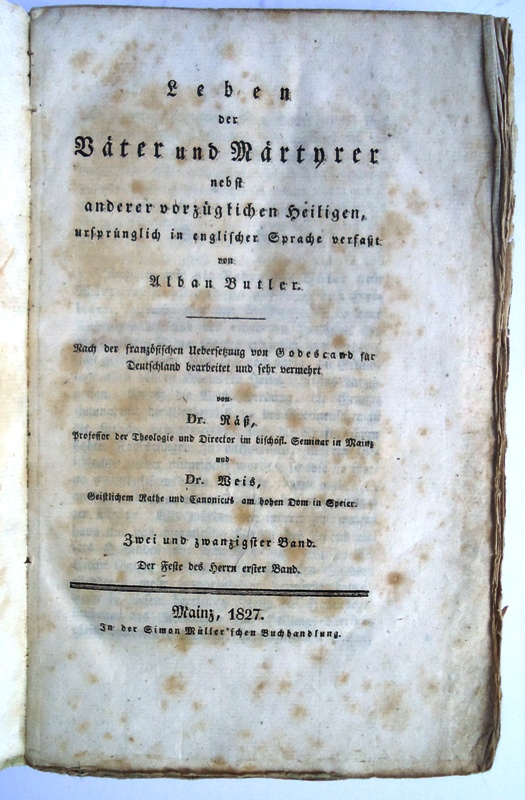 Leben
der
Väter und Märtyrer
nebst
anderer vorzüglichen Heiligen,
ursprünglich in englischer Sprache verfaßt
von
Alban Butler.
Nach der französischen Uebersetzung von Godescard für
Deutschland bearbeitet und sehr vermehrt
von
Dr. Räß,
Professor der Theologie und Director im bischöfl. Seminar in Mainz
und
Dr. Weis,
Geistlichem Rathe und Canonicus am hohen Dom in Speier.
Zwei und zwanzigster Band.
Der Feste des Herrn erster Band.
Mainz, 1827.
In der Simon Müller'schen Buchhandlung.